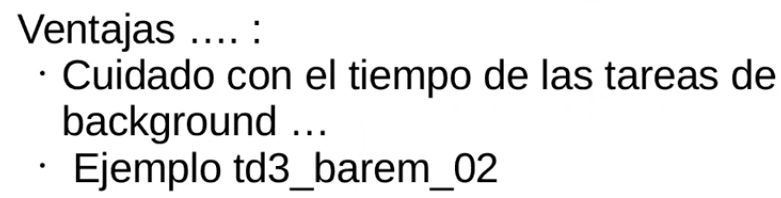 Ventajas .... :
· Cuidado con el tiempo de las tareas de
background ...
· Ejemplo td3_barem_02